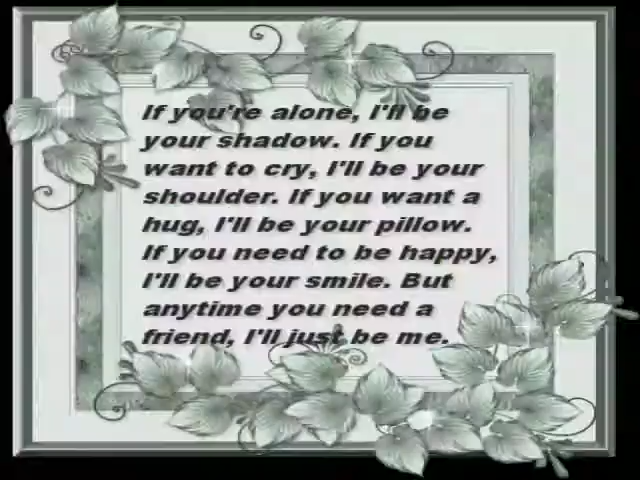 If you're alone, I'll be
your shadow. If you
want to cry, I'll be your
shoulder. If you want a
hug, I'll be your pillow.
If you need to be happy,
I'll be your smile. But
anytime you need a
friend, I'll just be me.